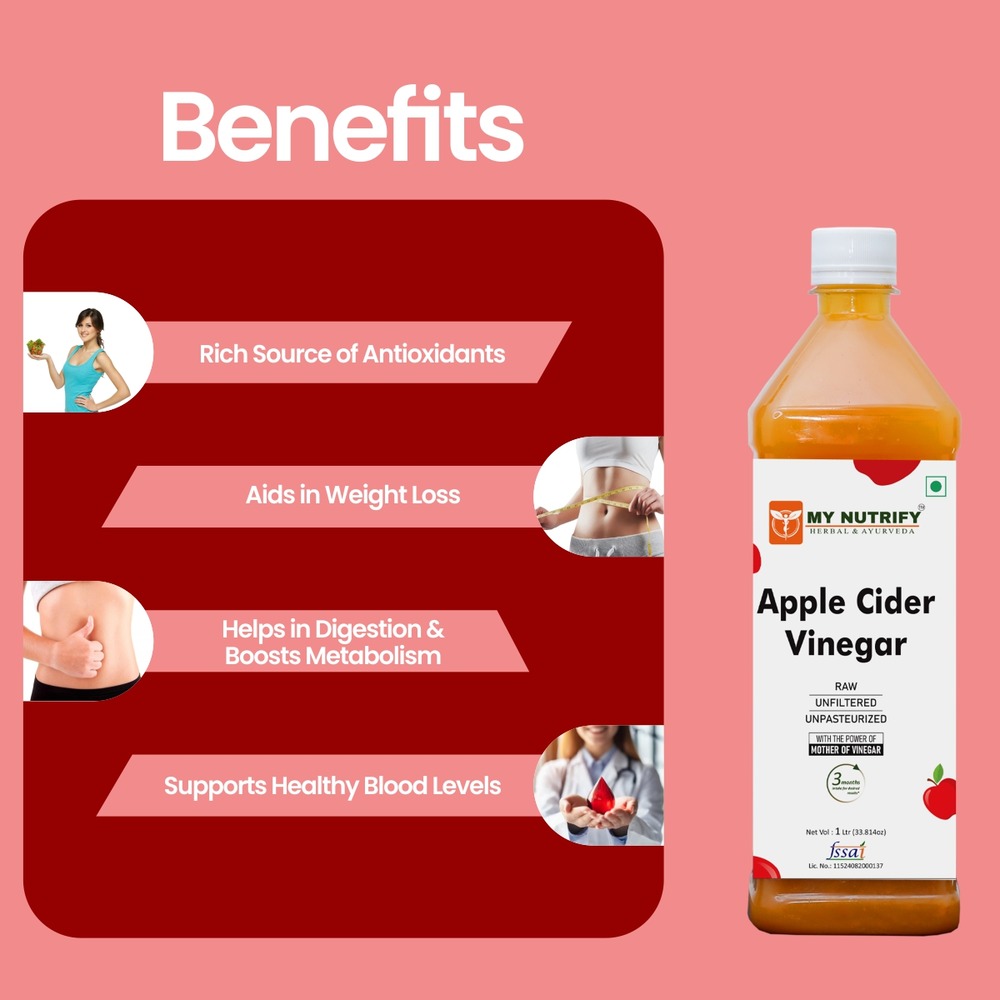 Benefits
Rich Source of Antioxidants
Aids in Weight Loss
Helps in Digestion &
Boosts Metabolism
Supports Healthy Blood Levels
MY NUTRIFY
HERBAL & AYURVEDA
Apple Cider
Vinegar
RAW
UNFILTERED
UNPASTEURIZED
WITH THE POWER OF
MOTHER OF VINEGAR
3 months
Net Vol : 1 Ltr (33.814oz)
fssai
Lic. No.: 11524082000137